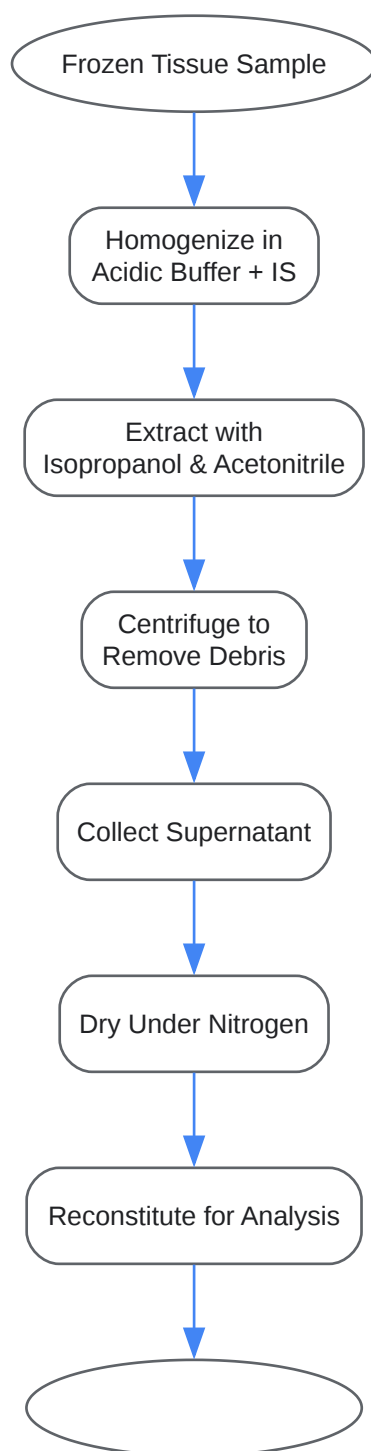 Frozen Tissue Sample
Homogenize in
Acidic Buffer + IS
Extract with
Isopropanol & Acetonitrile
Centrifuge to
Remove Debris
Collect Supernatant
Dry Under Nitrogen
Reconstitute for Analysis